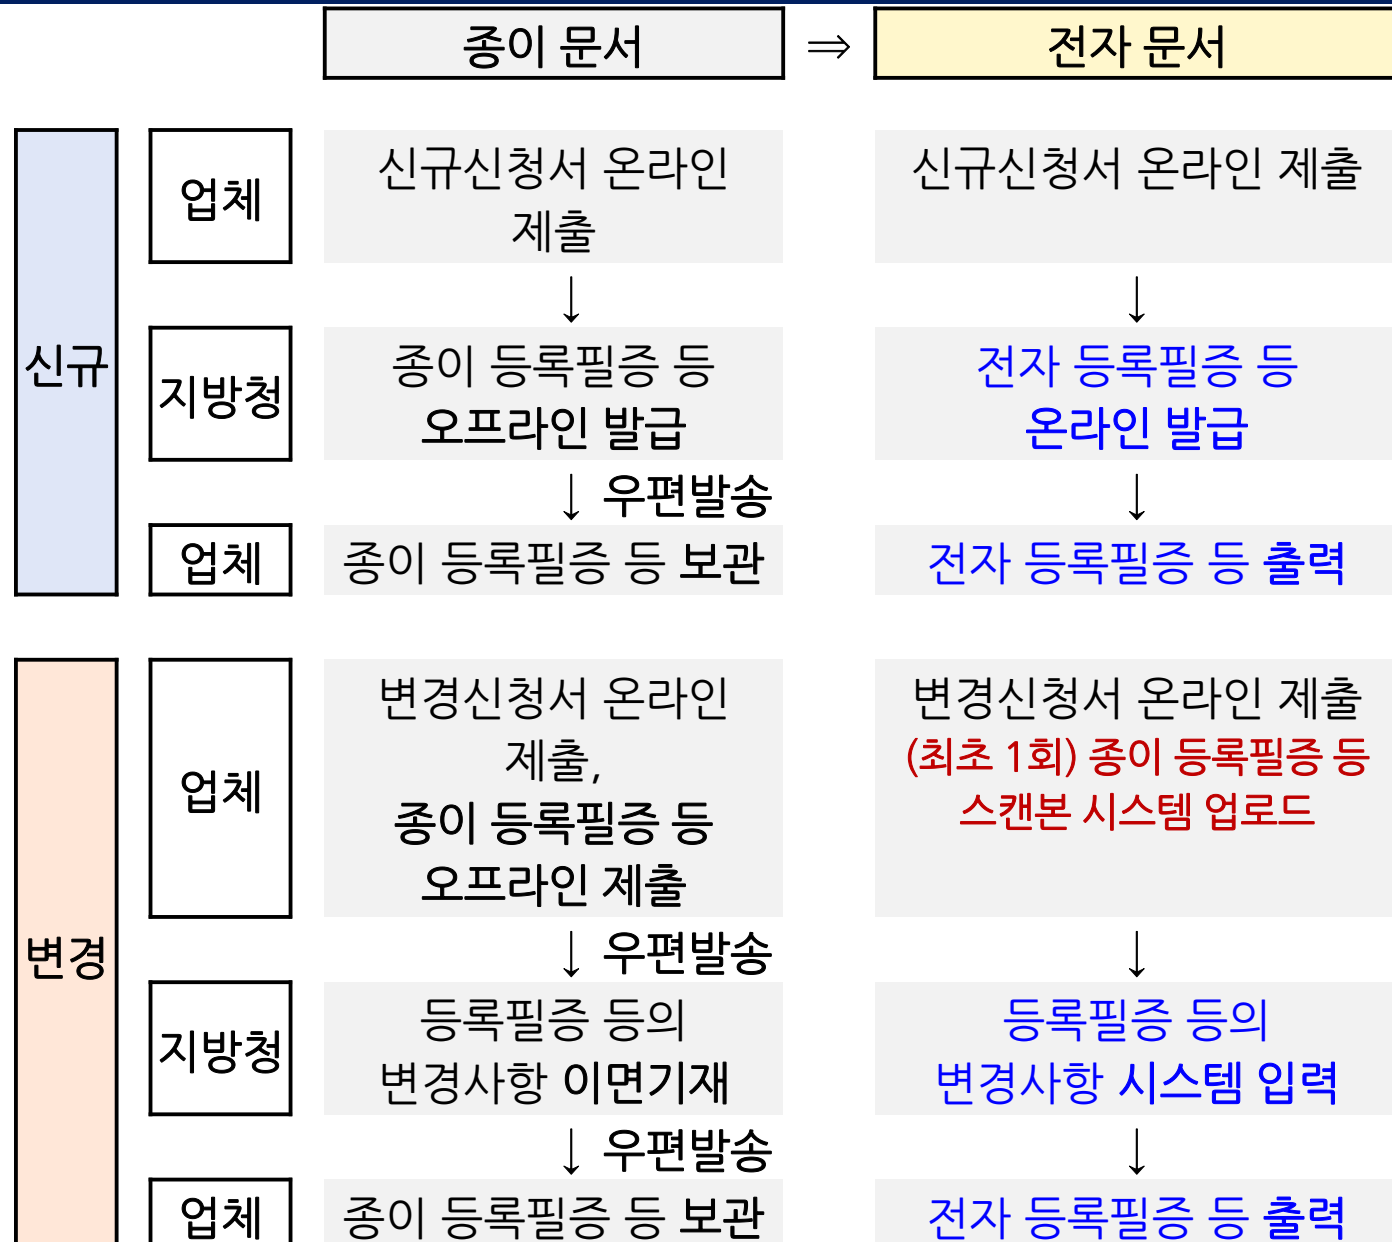 종이 문서 ⇒ 전자 문서
신규
업체
신규신청서 온라인
제출
신규신청서 온라인 제출
↓ ↓
지방청
종이 등록필증 등
오프라인 발급
전자 등록필증 등
온라인 발급
↓ 우편발송 ↓
업체
종이 등록필증 등 보관
전자 등록필증 등 출력
변경
업체
변경신청서 온라인
제출,
종이 등록필증 등
오프라인 제출
변경신청서 온라인 제출
(최초 1회) 종이 등록필증 등
스캔본 시스템 업로드
↓ 우편발송 ↓
지방청
등록필증 등의
변경사항 이면기재
등록필증 등의
변경사항 시스템 입력
↓ 우편발송 ↓
업체
종이 등록필증 등 보관
전자 등록필증 등 출력